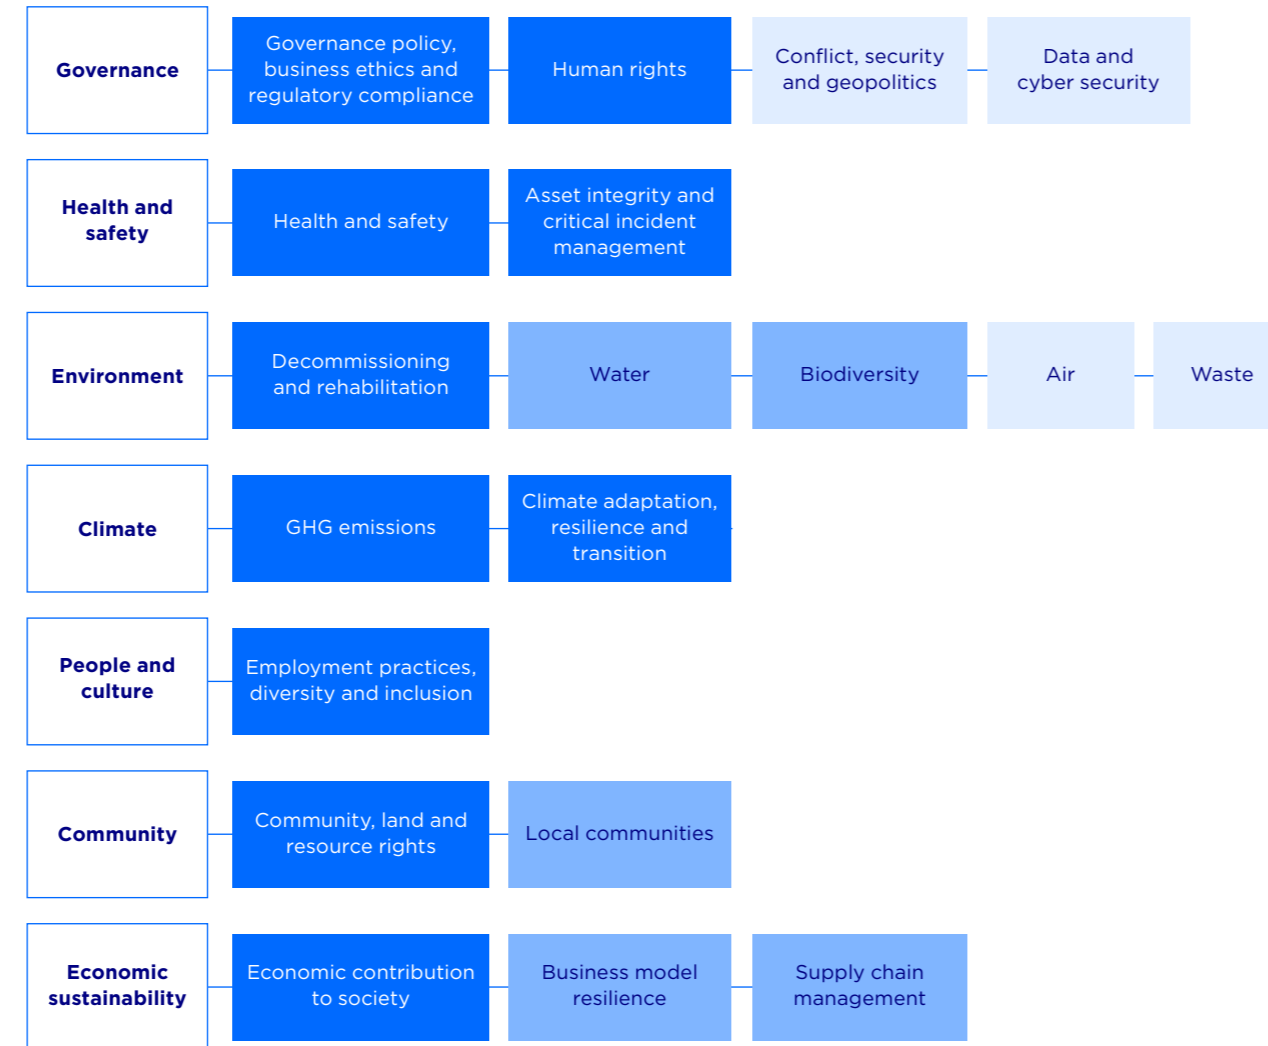 Governance
Governance policy,
business ethics and
regulatory compliance
Human rights
Conflict, security
and geopolitics
Data and
cyber security
Health and
safety
Health and safety
Asset integrity and
critical incident
management
Environment
Decommissioning
and rehabilitation
Water
Biodiversity
Air
Waste
Climate
GHG emissions
Climate adaptation,
resilience and
transition
People and
culture
Employment practices,
diversity and inclusion
Community
Community, land and
resource rights
Local communities
Economic
sustainability
Economic contribution
to society
Business model
resilience
Supply chain
management